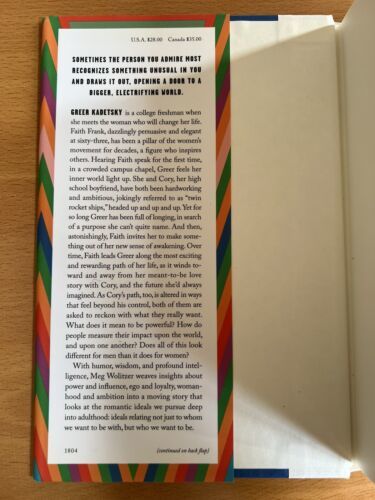 U.S.A. $28.00 Canada $35.00
SOMETIMES THE PERSON YOU ADMIRE MOST
RECOGNIZES SOMETHING UNUSUAL IN YOU
AND DRAWS IT OUT, OPENING A DOOR TO A
BIGGER, ELECTRIFYING WORLD.
GREER KADETSKY is a college freshman when
she meets the woman who will change her life.
Faith Frank, dazzlingly persuasive and elegant
at sixty-three, has been a pillar of the women's
movement for decades, a figure who inspires
others. Hearing Faith speak for the first time,
in a crowded campus chapel, Greer feels her
inner world light up. She and Cory, her high
school boyfriend, have both been hardworking
and ambitious, jokingly referred to as "twin
rocket ships," headed up and up and up. Yet for
so long Greer has been full of longing, in search
of a purpose she can't quite name. And then,
astonishingly, Faith invites her to make some-
thing out of her new sense of awakening. Over
time, Faith leads Greer along the most exciting
and rewarding path of her life, as it winds to-
ward and away from her meant-to-be love
story with Cory, and the future she'd always
imagined. As Cory's path, too, is altered in ways
that feel beyond his control, both of them are
asked to reckon with what they really want.
What does it mean to be powerful? How do
people measure their impact upon the world,
and upon one another? Does all of this look
different for men than it does for women?
With humor, wisdom, and profound intel-
ligence, Meg Wolitzer weaves insights about
power and influence, ego and loyalty, woman-
hood and ambition into a moving story that
looks at the romantic ideals we pursue deep
into adulthood: ideals relating not just to whom
we want to be with, but who we want to be.
1804 (continued on back flap)